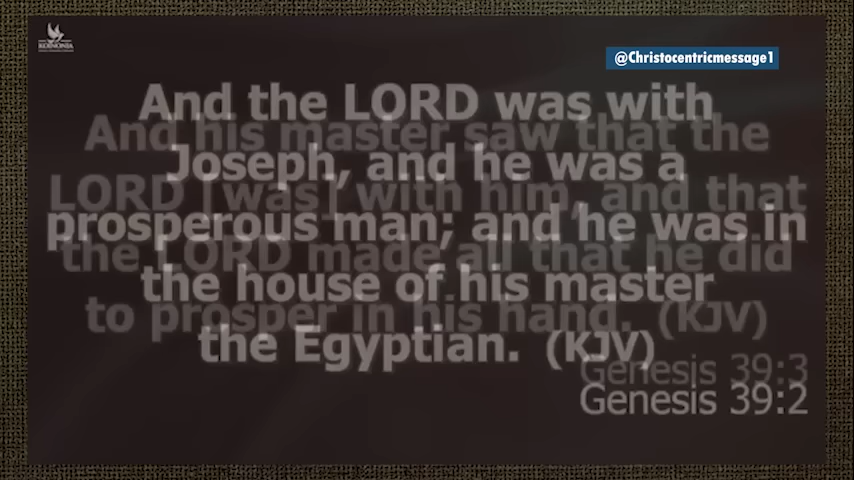 KOINONIA
@Christocentricmessage1
And the LORD was with
Joseph, and he was a
prosperous man; and he was in
the house of his master
the Egyptian. (KJV)
Genesis 39:2
And his master saw that the
LORD [was] with him, and that
the LORD made all that he did
to prosper in his hand. (KJV)
Genesis 39:3